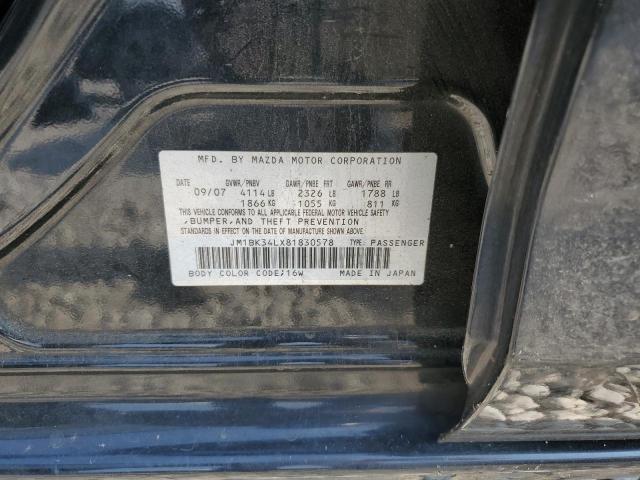 MFD. BY MAZDA MOTOR CORPORATION
DATE GVWR/PNBV GAWR/PNBE FRT GAWR/PNBE RR
09/07 4114 LB 2326 LB 1788 LB
1866 KG 1055 KG 811 KG
THIS VEHICLE CONFORMS TO ALL APPLICABLE FEDERAL MOTOR VEHICLE SAFETY
,BUMPER,AND THEFT PREVENTION
STANDARDS IN EFFECT ON THE DATE OF MANUFACTURE SHOWN ABOVE.
JM1BK34LX81830578 TYPE: PASSENGER
BODY COLOR CODE;16W MADE IN JAPAN